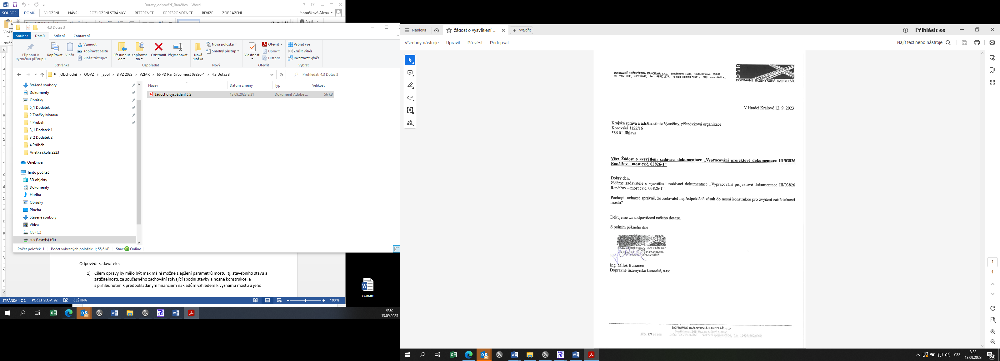 Dotazy_odpověď_Rančířov - Word
SOUBOR DOMŮ VLOŽENÍ NÁVRH ROZLOŽENÍ STRÁNKY REFERENCE KORESPONDENCE REVIZE ZOBRAZENÍ Janoušková Alena
Vložit
Najít
4.3 Dotaz 3
Soubor Domů Sdílení Zobrazení
Připnout k Rychlému přístupu
Kopírovat
Vložit
Vyjmout
Kopírovat cestu
Vložit zástupce
Přesunout do
Kopírovat do
Odstranit
Přejmenovat
Nová složka
Nová položka
Snadný přístup
Vlastnosti
Otevřít
Upravit
Historie
Vybrat vše
Zrušit výběr
Invertovat výběr
Schránka Uspořádat Nový Otevřít Vybrat
« _Obchodní > OOVZ > _spol > 3 VZ 2023 > VZMR > 66 PD Rančířov most 03826-1 > 4.3 Dotaz 3
Prohledat: 4.3 Dotaz 3
Název Datum změny Typ Velikost
žádost o vysvětlení č.2 13.09.2023 8:31 Dokument Adobe ... 56 kB
Stažené soubory
Dokumenty
Obrázky
5_1 Dodatek
2 Značky Morava
4 Prubeh
3_1 Dodatek 1
3_2 Dodatek 2
4 Průběh
Anetka škola 2223
OneDrive
Tento počítač
3D objekty
Dokumenty
Hudba
Obrázky
Plocha
Stažené soubory
Videa
OS (C:)
sus (\\srvfs) (G:)
Počet položek: 1 Počet vybraných položek: 1; 55,6 kB Stav: Online
Odpovědi zadavatele:
1) Cílem opravy by mělo být maximální možné zlepšení parametrů mostu, tj. stavebního stavu a
zatížitelnosti, za současného zachování stávající spodní stavby a nosné konstrukce, a
s přihlédnutím k předpokládaným finančním nákladům vzhledem k významu mostu a jeho
STRÁNKA 1 Z 2 POČET SLOV: 92 ČEŠTINA 100 %
seznam
8:32
13.09.2023
Nabídka
žádost o vysvětlení ...
Vytvořit
Přihlásit se
Všechny nástroje Upravit Převést Podepsat
Najít text nebo nástroje
DOPRAVNĚ INŽENÝRSKÁ KANCELÁŘ, s.r.o. Bozděchova 1668 , Hradec Králové 500 02
tel: 495219036, 495212647, fax : 495221677, e.mail: dik@dik-hk.cz , http: www.dik-hk.cz
DIK
DOPRAVNĚ INŽENÝRSKÁ KANCELÁŘ
V Hradci Králové 12. 9. 2023
Krajská správa a údržba silnic Vysočiny, příspěvková organizace
Kosovská 1122/16
586 01 Jihlava
Věc: Žádost o vysvětlení zadávací dokumentace „Vypracování projektové dokumentace III/03826
Rančířov – most ev.č. 03826-1“
Dobrý den,
žádáme zadavatele o vysvětlení zadávací dokumentace „Vypracování projektové dokumentace III/03826
Rančířov – most ev.č. 03826-1“.
Pochopil uchazeč správně, že zadavatel nepředpokládá zásah do nosní konstrukce pro zvýšení zatížitelnosti
mostu?
Děkujeme za zodpovězení našeho dotazu.
S přáním pěkného dne
Ing. Miloš Burianec
Dopravně inženýrská kancelář, s.r.o.
DOPRAVNĚ INŽENÝRSKÁ KANCELÁŘ, s.r.o
Bozděchova 1668, Hradec Králové 500 02,
IČO: 274 66 868 DIČO: CZ 274 66 868 bankovní spojení: ČSOB,
1
1
CES
8:32
13.09.2023
24